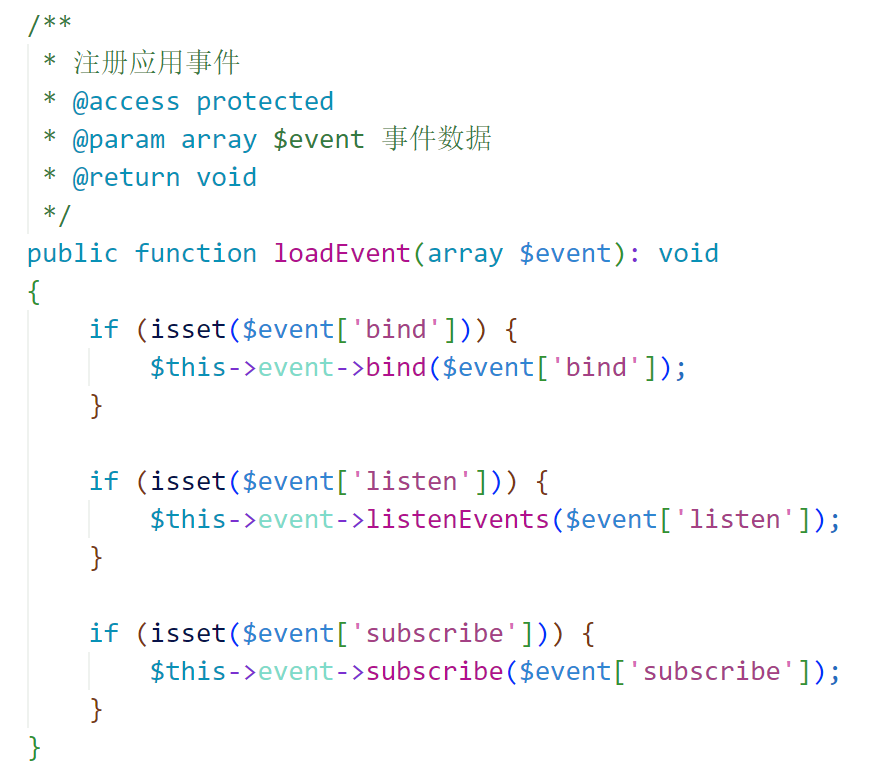 /**
 * 注册应用事件
 * @access protected
 * @param array $event 事件数据
 * @return void
 */
public function loadEvent(array $event): void
{
    if (isset($event['bind'])) {
        $this->event->bind($event['bind']);
    }

    if (isset($event['listen'])) {
        $this->event->listenEvents($event['listen']);
    }

    if (isset($event['subscribe'])) {
        $this->event->subscribe($event['subscribe']);
    }
}